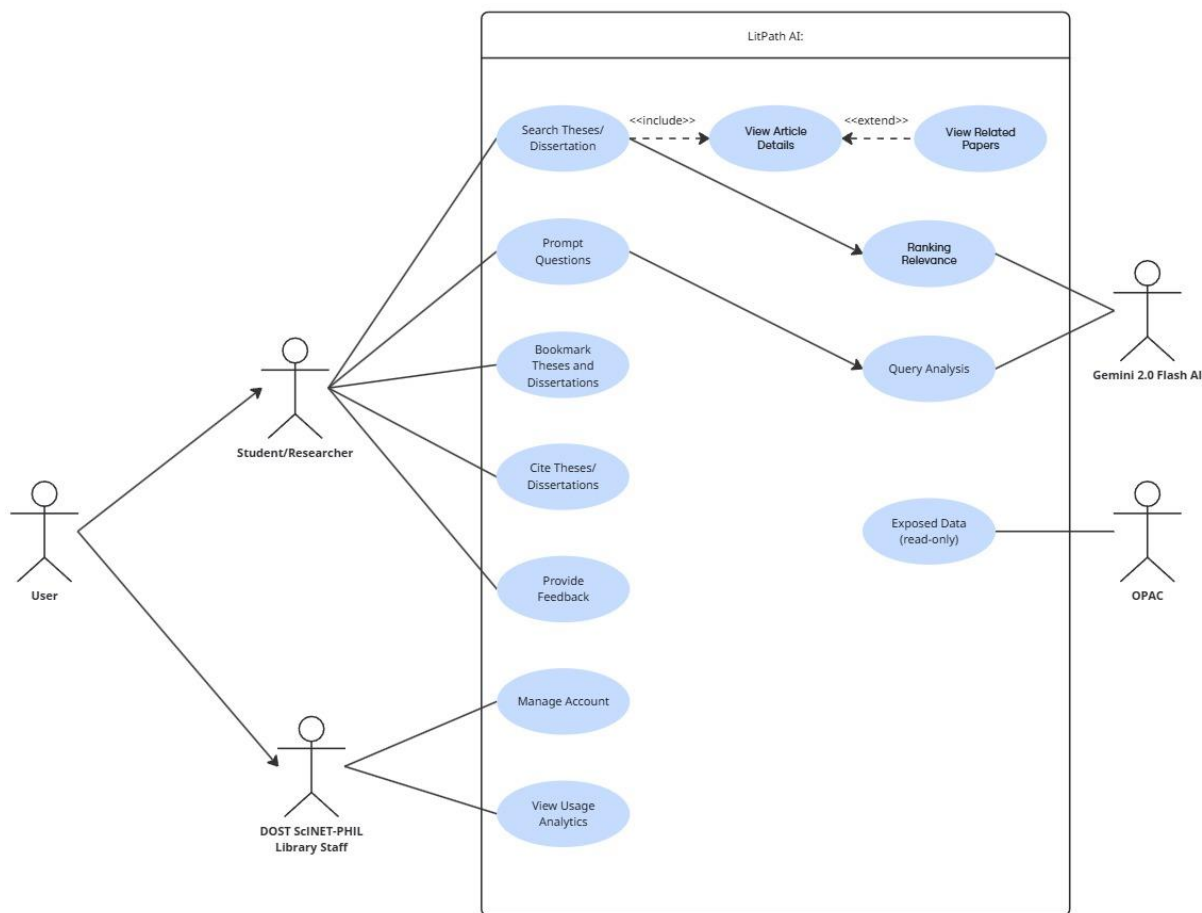 LitPath AI:
Search Theses/
Dissertation
<<include>>
View Article
Details
<<extend>>
View Related
Papers
Prompt
Questions
Ranking
Relevance
Bookmark
Theses and
Dissertations
Query Analysis
Gemini 2.0 Flash AI
Student/Researcher
Cite Theses/
Dissertations
Exposed Data
(read-only)
User
OPAC
Provide
Feedback
Manage Account
DOST ScINET-PHIL
Library Staff
View Usage
Analytics